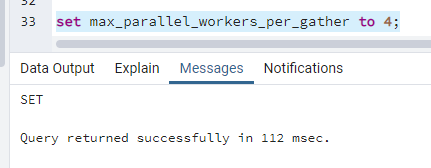 32
33 set max_parallel_workers_per_gather to 4;
Data Output Explain Messages Notifications
SET
Query returned successfully in 112 msec.